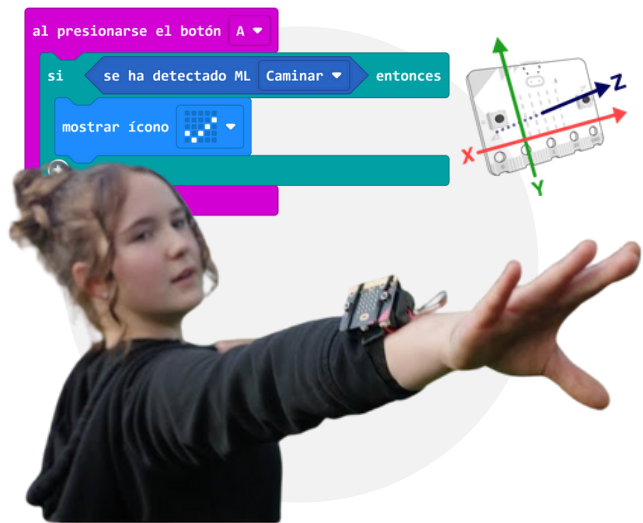 al presionarse el botón A
si se ha detectado ML Caminar entonces
mostrar ícono
X
Y
Z